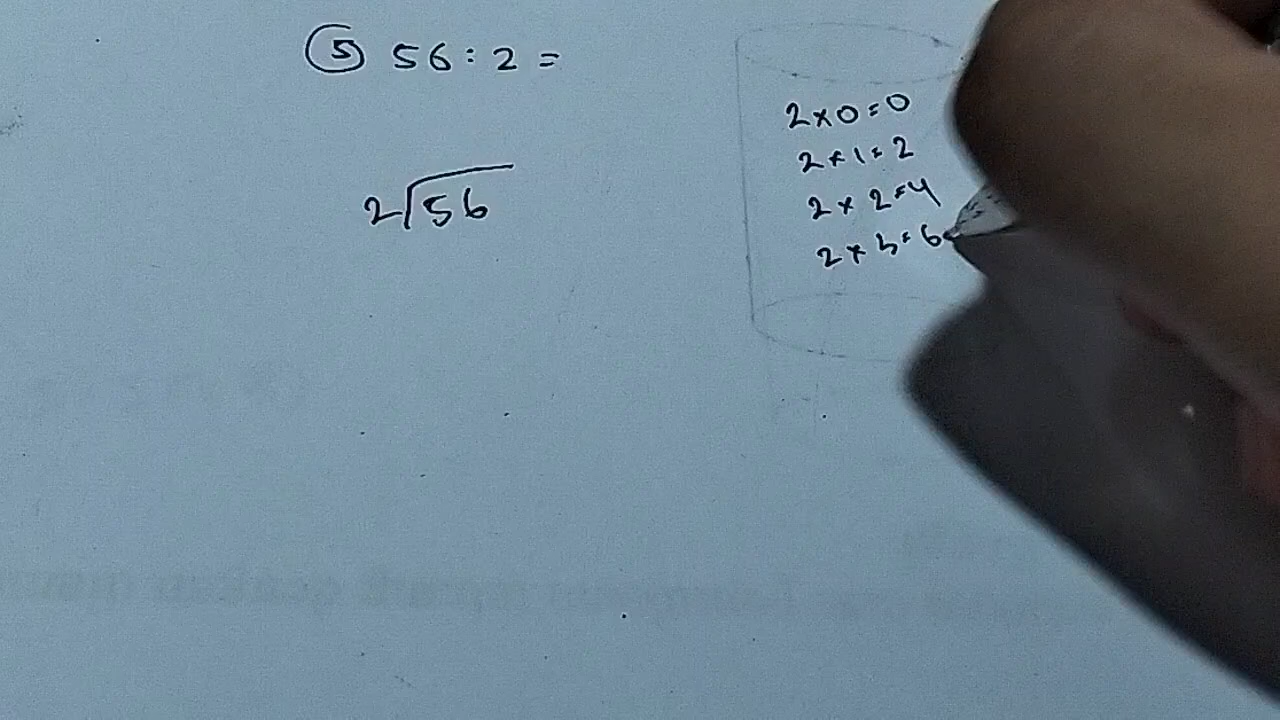 5 56 : 2 =
2 56
2 × 0 = 0
2 × 1 = 2
2 × 2 = 4
2 × 3 = 6